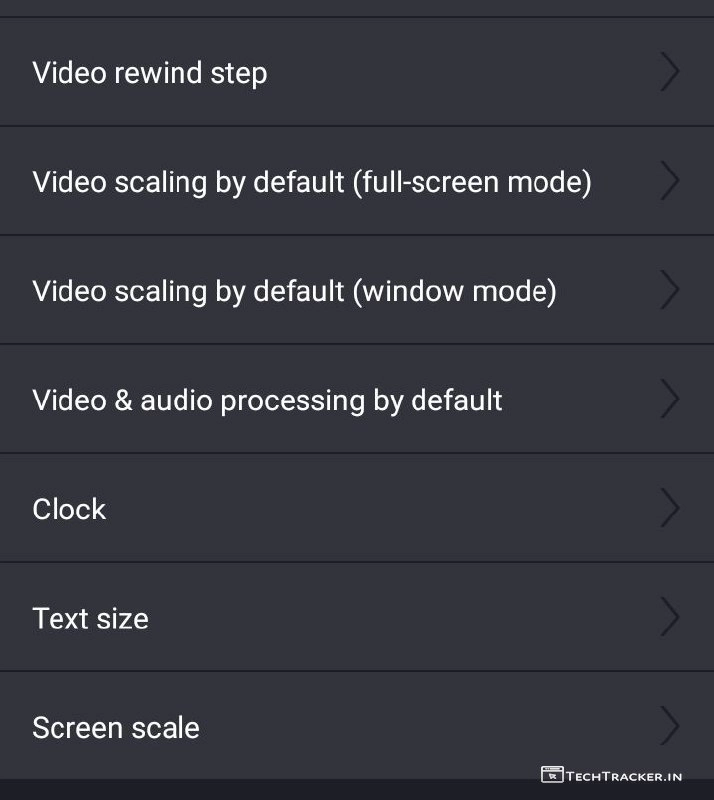 Video rewind step
Video scaling by default (full-screen mode)
Video scaling by default (window mode)
Video & audio processing by default
Clock
Text size
Screen scale
TECHTRACKER.IN